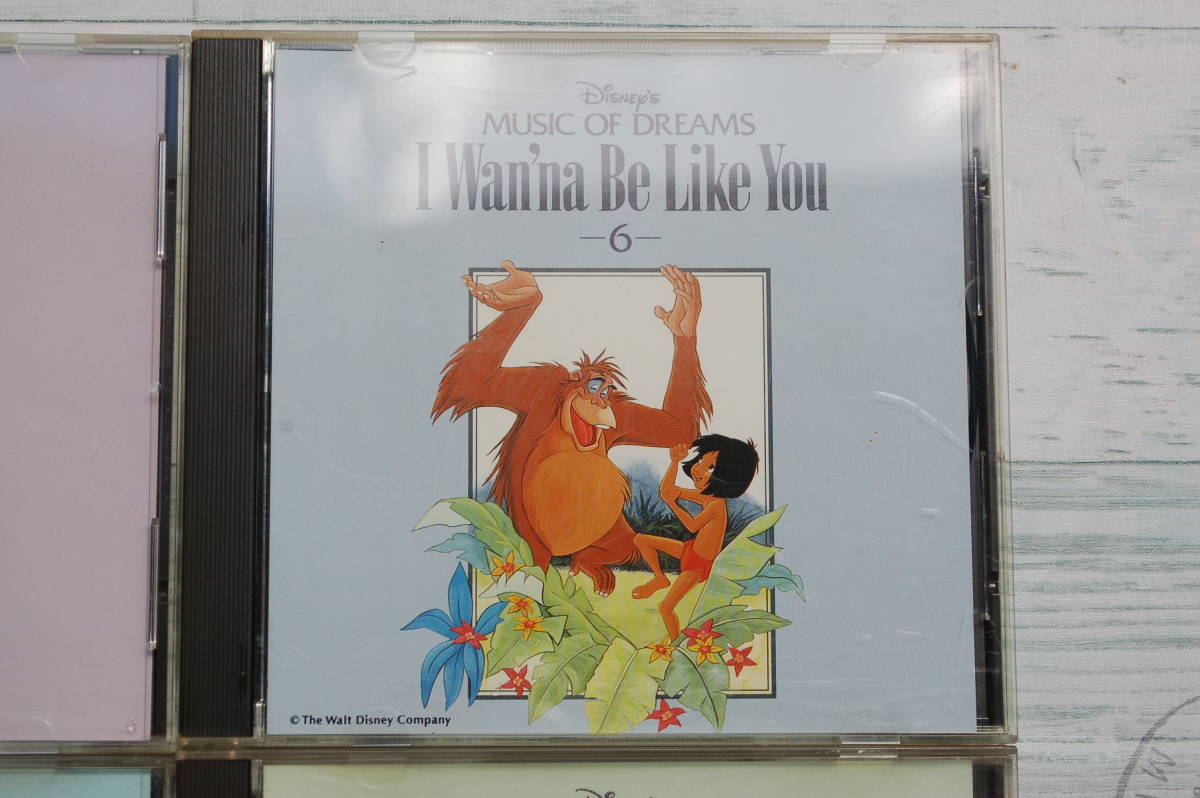 Disney's
MUSIC OF DREAMS
I Wan'na Be Like You
—6—
© The Walt Disney Company